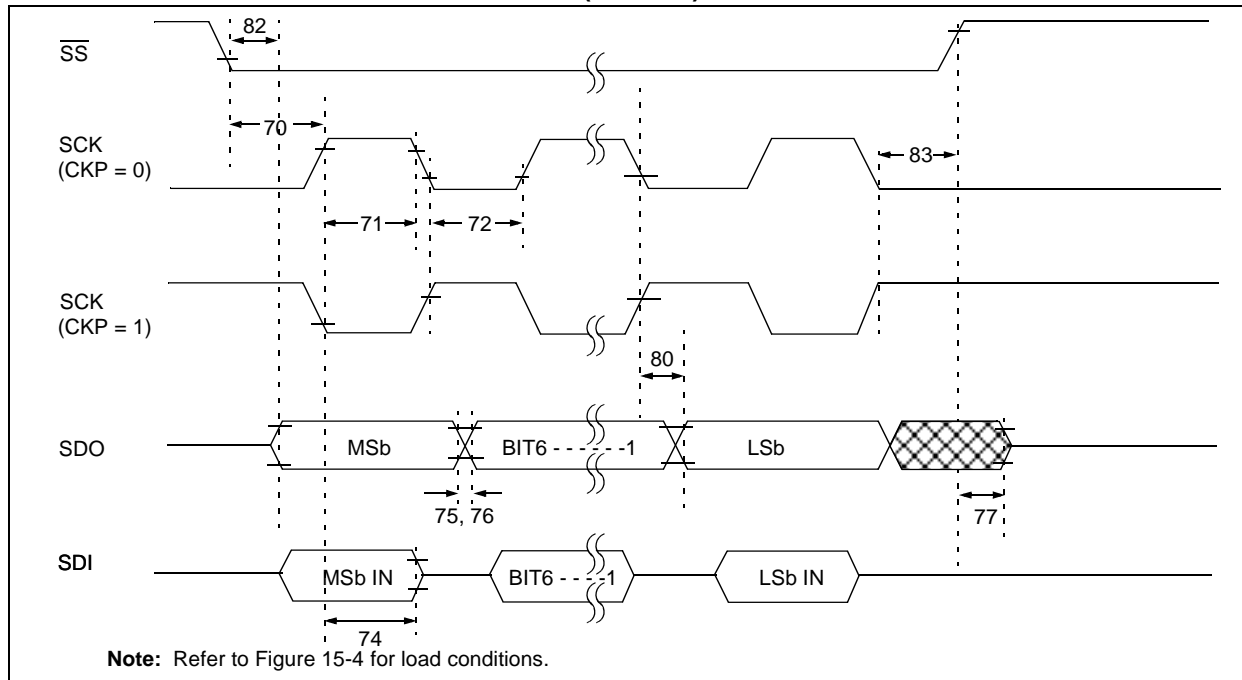 82
SS
70
SCK
(CKP = 0)
83
71
72
SCK
(CKP = 1)
80
SDO
MSb
BIT6 - - - - - -1
LSb
75, 76
77
SDI
MSb IN
BIT6 - - - -1
LSb IN
74
Note: Refer to Figure 15-4 for load conditions.